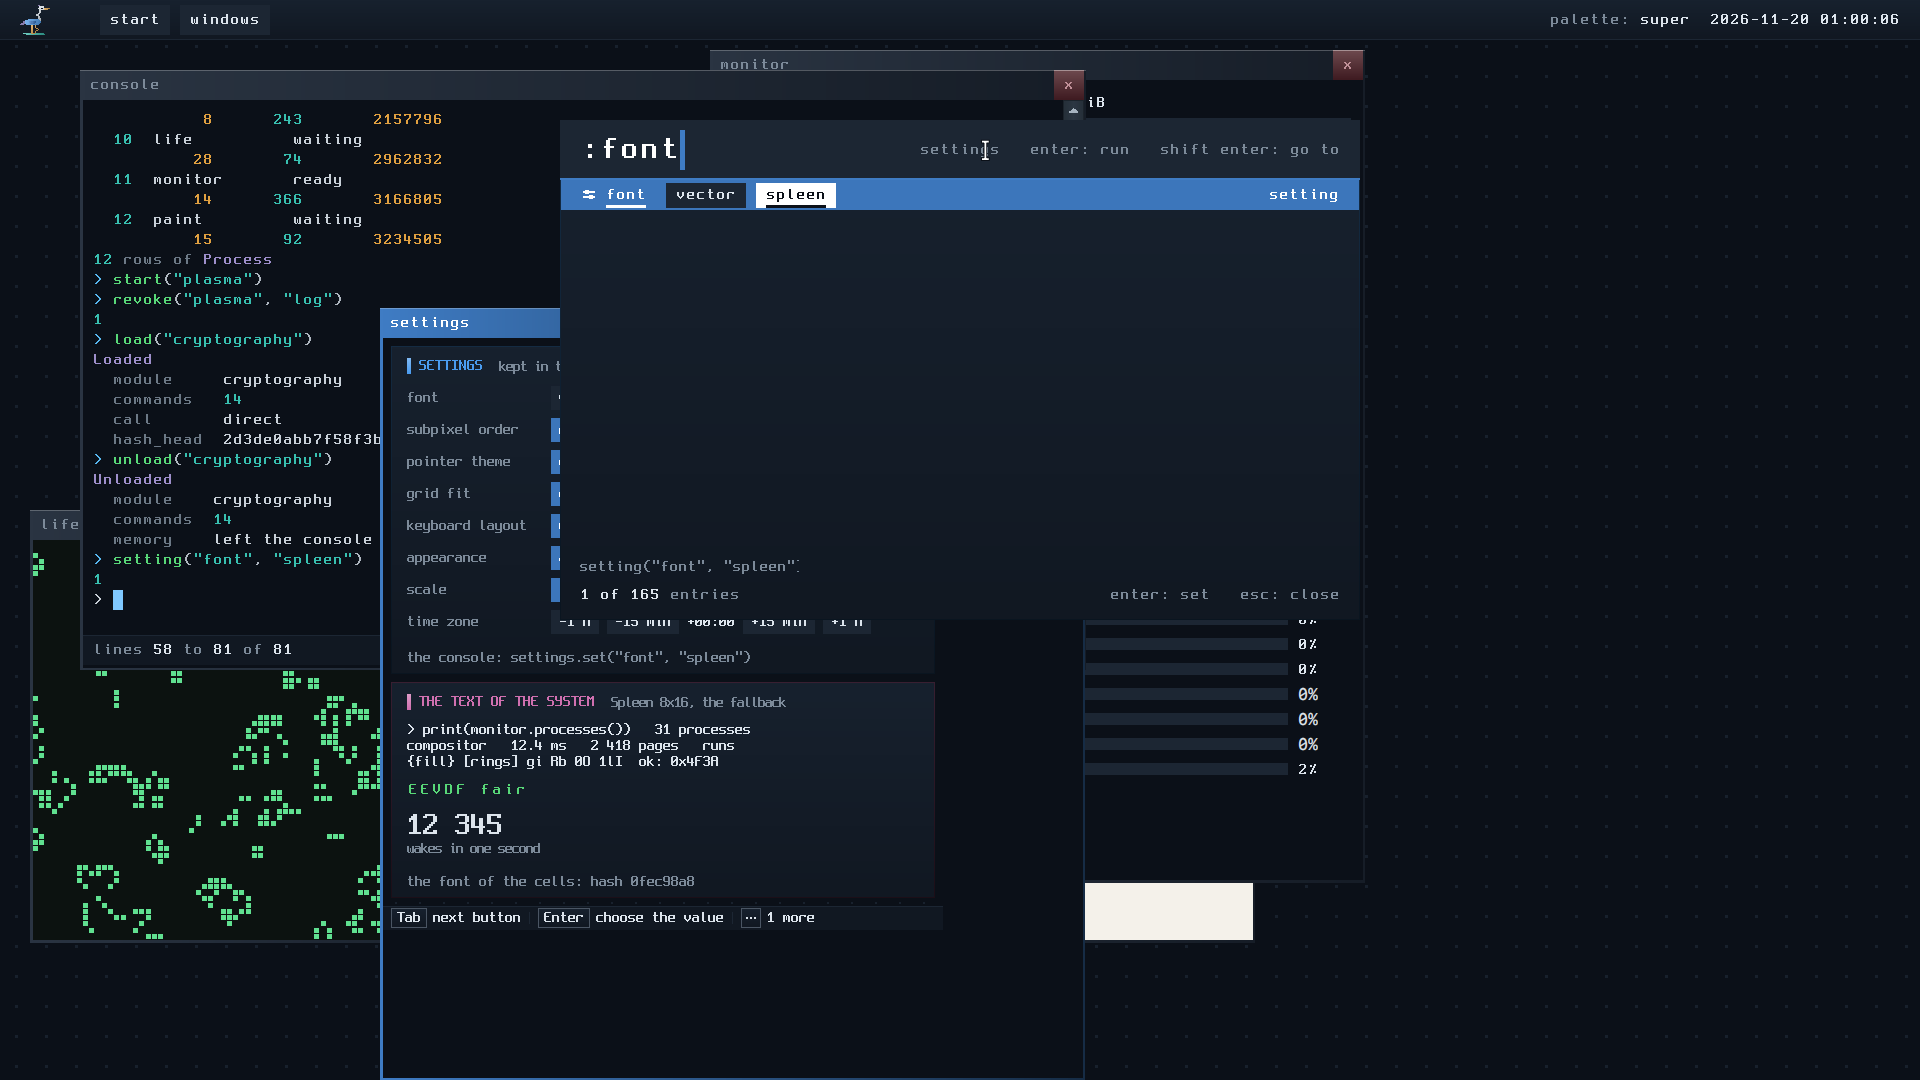 start windows palette: super 2026-11-20 01:00:06
monitor x
console x
iB
8 243 2157796
10 life waiting
28 74 2962832
11 monitor ready
14 366 3166805
12 paint waiting
15 92 3234505
12 rows of Process
> start("plasma")
> revoke("plasma", "log")
1
> load("cryptography")
Loaded
module cryptography
commands 14
call direct
hash_head 2d3de0abb7f58f3b
> unload("cryptography")
Unloaded
module cryptography
commands 14
memory left the console
> setting("font", "spleen")
1
>
lines 58 to 81 of 81
:font settings enter: run shift enter: go to
font vector spleen setting
setting("font", "spleen")
1 of 165 entries enter: set esc: close
life
settings
SETTINGS kept in t
font
subpixel order
pointer theme
grid fit
keyboard layout
appearance
scale
time zone -1 h -15 min +00:00 +15 min +1 h
the console: settings.set("font", "spleen")
THE TEXT OF THE SYSTEM Spleen 8x16, the fallback
> print(monitor.processes()) 31 processes
compositor 12.4 ms 2 418 pages runs
{fill} [rings] gi Rb 0O 1lI ok: 0x4F3A
EEVDF fair
12 345
wakes in one second
the font of the cells: hash 0fec98a8
Tab next button Enter choose the value ... 1 more
0%
0%
0%
0%
0%
2%